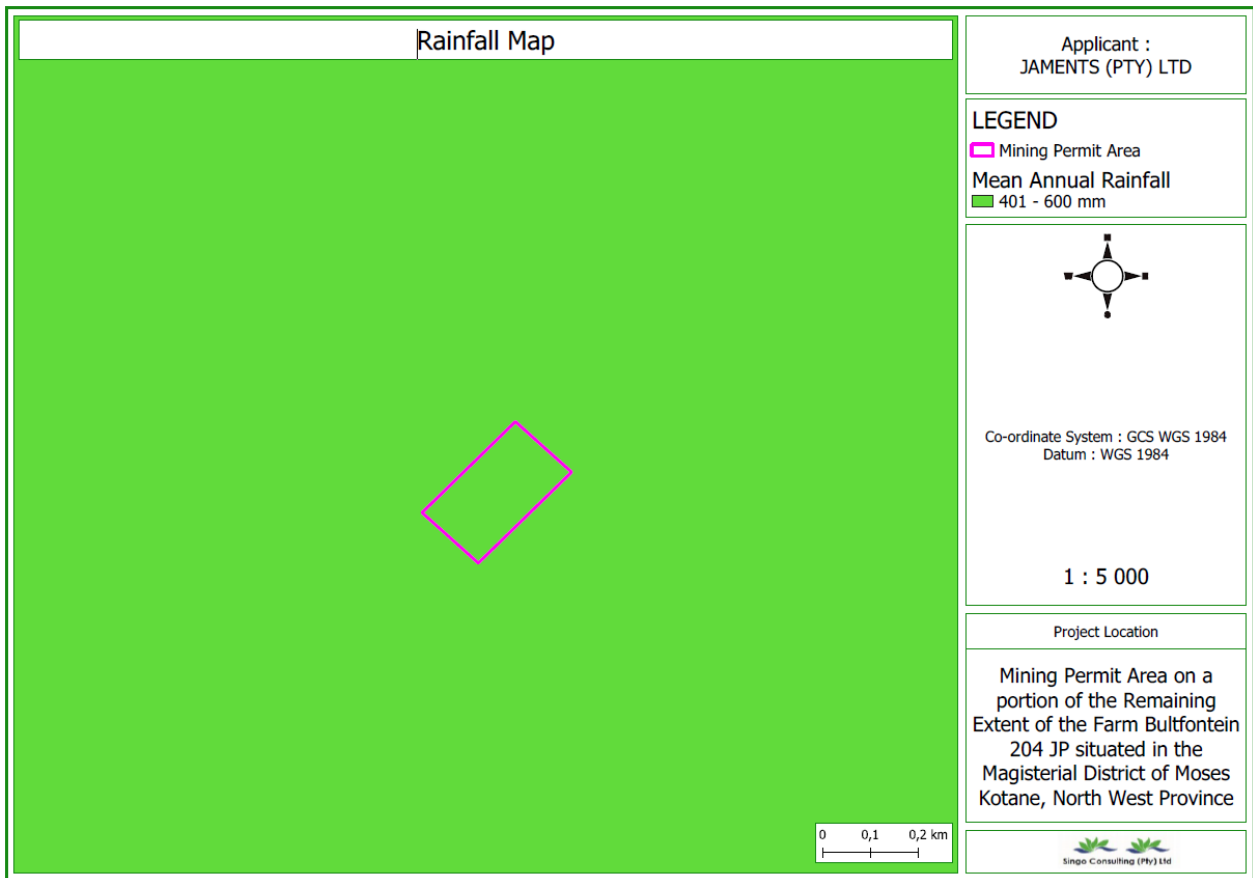 Rainfall Map
Applicant :
JAMENTS (PTY) LTD
LEGEND
Mining Permit Area
Mean Annual Rainfall
401 - 600 mm
Co-ordinate System : GCS WGS 1984
Datum : WGS 1984
1 : 5 000
Project Location
Mining Permit Area on a
portion of the Remaining
Extent of the Farm Bultfontein
204 JP situated in the
Magisterial District of Moses
Kotane, North West Province
0 0,1 0,2 km
Singo Consulting (Pty) Ltd